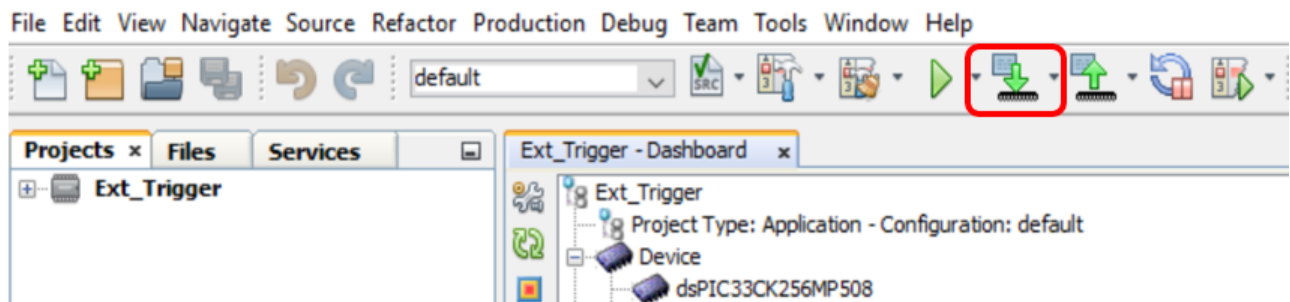 File Edit View Navigate Source Refactor Production Debug Team Tools Window Help
default
SRC
Projects Files Services
Ext_Trigger - Dashboard
Ext_Trigger
Ext_Trigger
Project Type: Application - Configuration: default
Device
dsPIC33CK256MP508